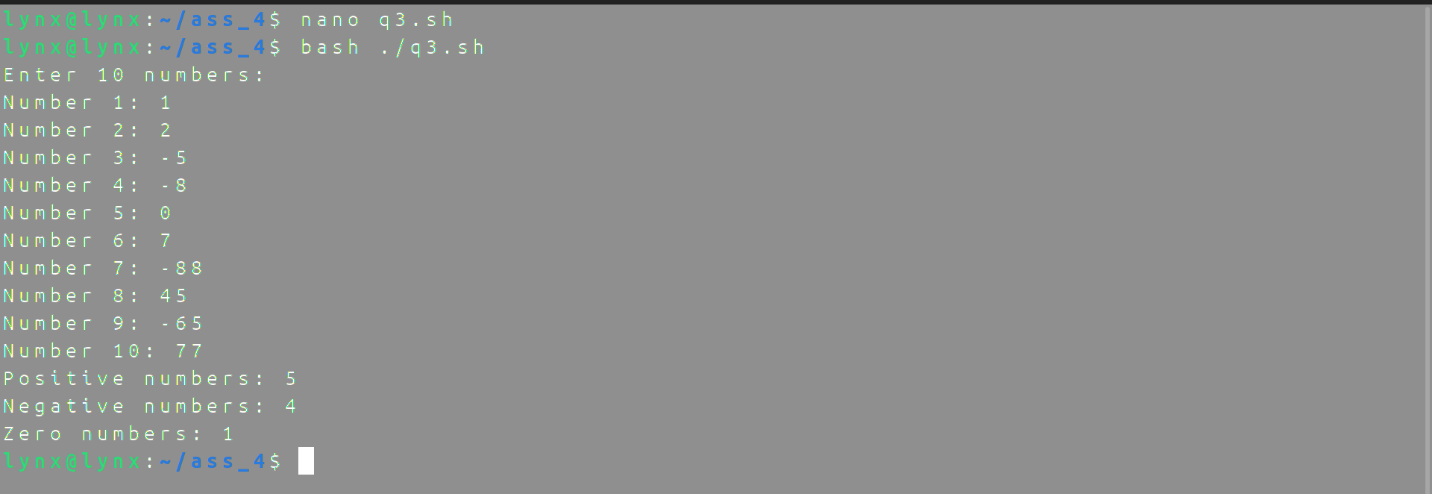 lynx@lynx:~/ass_4$ nano q3.sh
lynx@lynx:~/ass_4$ bash ./q3.sh
Enter 10 numbers:
Number 1: 1
Number 2: 2
Number 3: -5
Number 4: -8
Number 5: 0
Number 6: 7
Number 7: -88
Number 8: 45
Number 9: -65
Number 10: 77
Positive numbers: 5
Negative numbers: 4
Zero numbers: 1
lynx@lynx:~/ass_4$